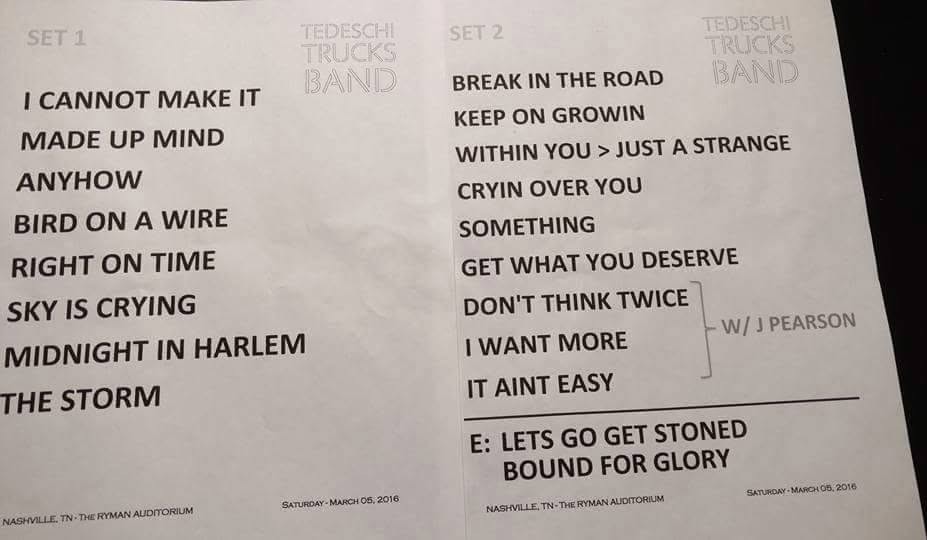 SET 1
TEDESCHI
TRUCKS
BAND
I CANNOT MAKE IT
MADE UP MIND
ANYHOW
BIRD ON A WIRE
RIGHT ON TIME
SKY IS CRYING
MIDNIGHT IN HARLEM
THE STORM
NASHVILLE, TN - THE RYMAN AUDITORIUM
SATURDAY - MARCH 05, 2016
SET 2
TEDESCHI
TRUCKS
BAND
BREAK IN THE ROAD
KEEP ON GROWIN
WITHIN YOU > JUST A STRANGE
CRYIN OVER YOU
SOMETHING
GET WHAT YOU DESERVE
DON'T THINK TWICE
I WANT MORE
IT AINT EASY
W/ J PEARSON
E: LETS GO GET STONED
BOUND FOR GLORY
NASHVILLE, TN - THE RYMAN AUDITORIUM
SATURDAY - MARCH 05, 2016